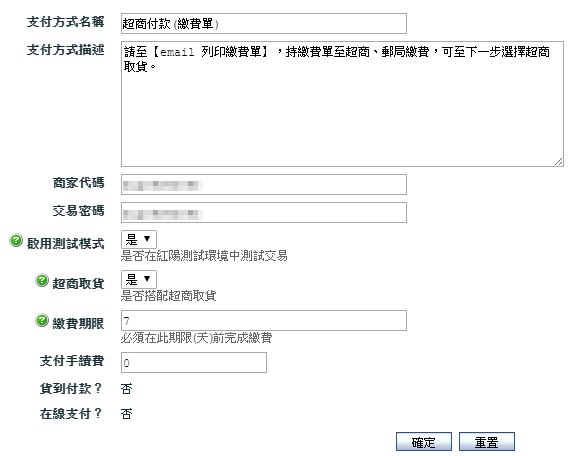 支付方式名稱 超商付款(繳費單)
支付方式描述 請至【email 列印繳費單】，持繳費單至超商、郵局繳費，可至下一步選擇超商
取貨。
商家代碼
交易密碼
啟用測試模式 是
是否在紅陽測試環境中測試交易
超商取貨 是
是否搭配超商取貨
繳費期限 7
必須在此期限(天)前完成繳費
支付手續費 0
貨到付款？ 否
在線支付？ 否
確定 重置